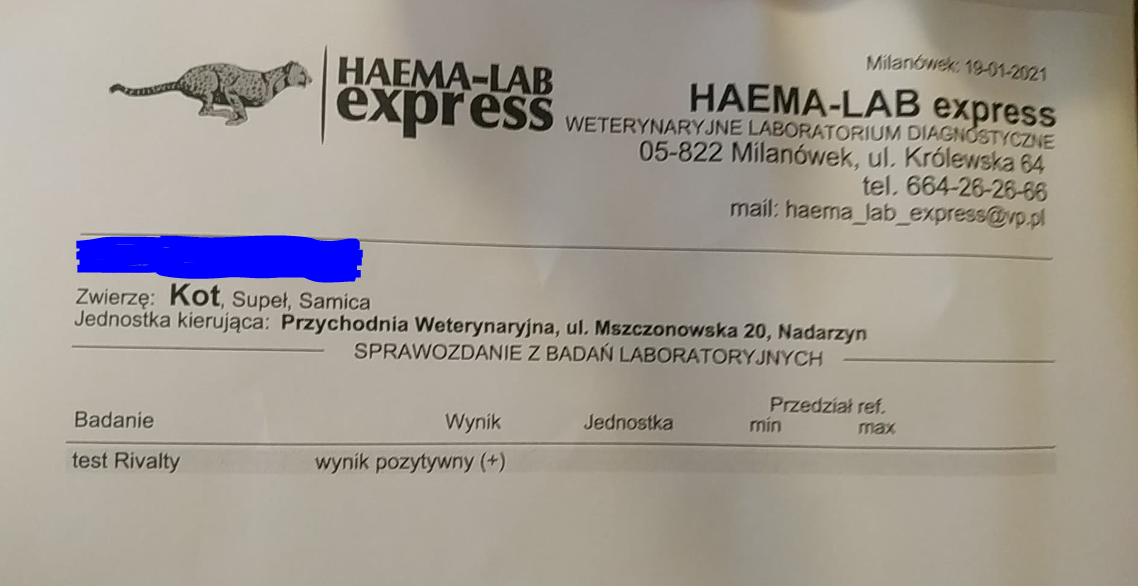 HAEMA-LAB
express
Milanówek: 19-01-2021
HAEMA-LAB express
WETERYNARYJNE LABORATORIUM DIAGNOSTYCZNE
05-822 Milanówek, ul. Królewska 64
tel. 664-26-26-66
mail: haema_lab_express@vp.pl
Zwierzę: Kot, Supeł, Samica
Jednostka kierująca: Przychodnia Weterynaryjna, ul. Mszczonowska 20, Nadarzyn
SPRAWOZDANIE Z BADAŃ LABORATORYJNYCH
Badanie Wynik Jednostka Przedział ref.
min max
test Rivalty wynik pozytywny (+)